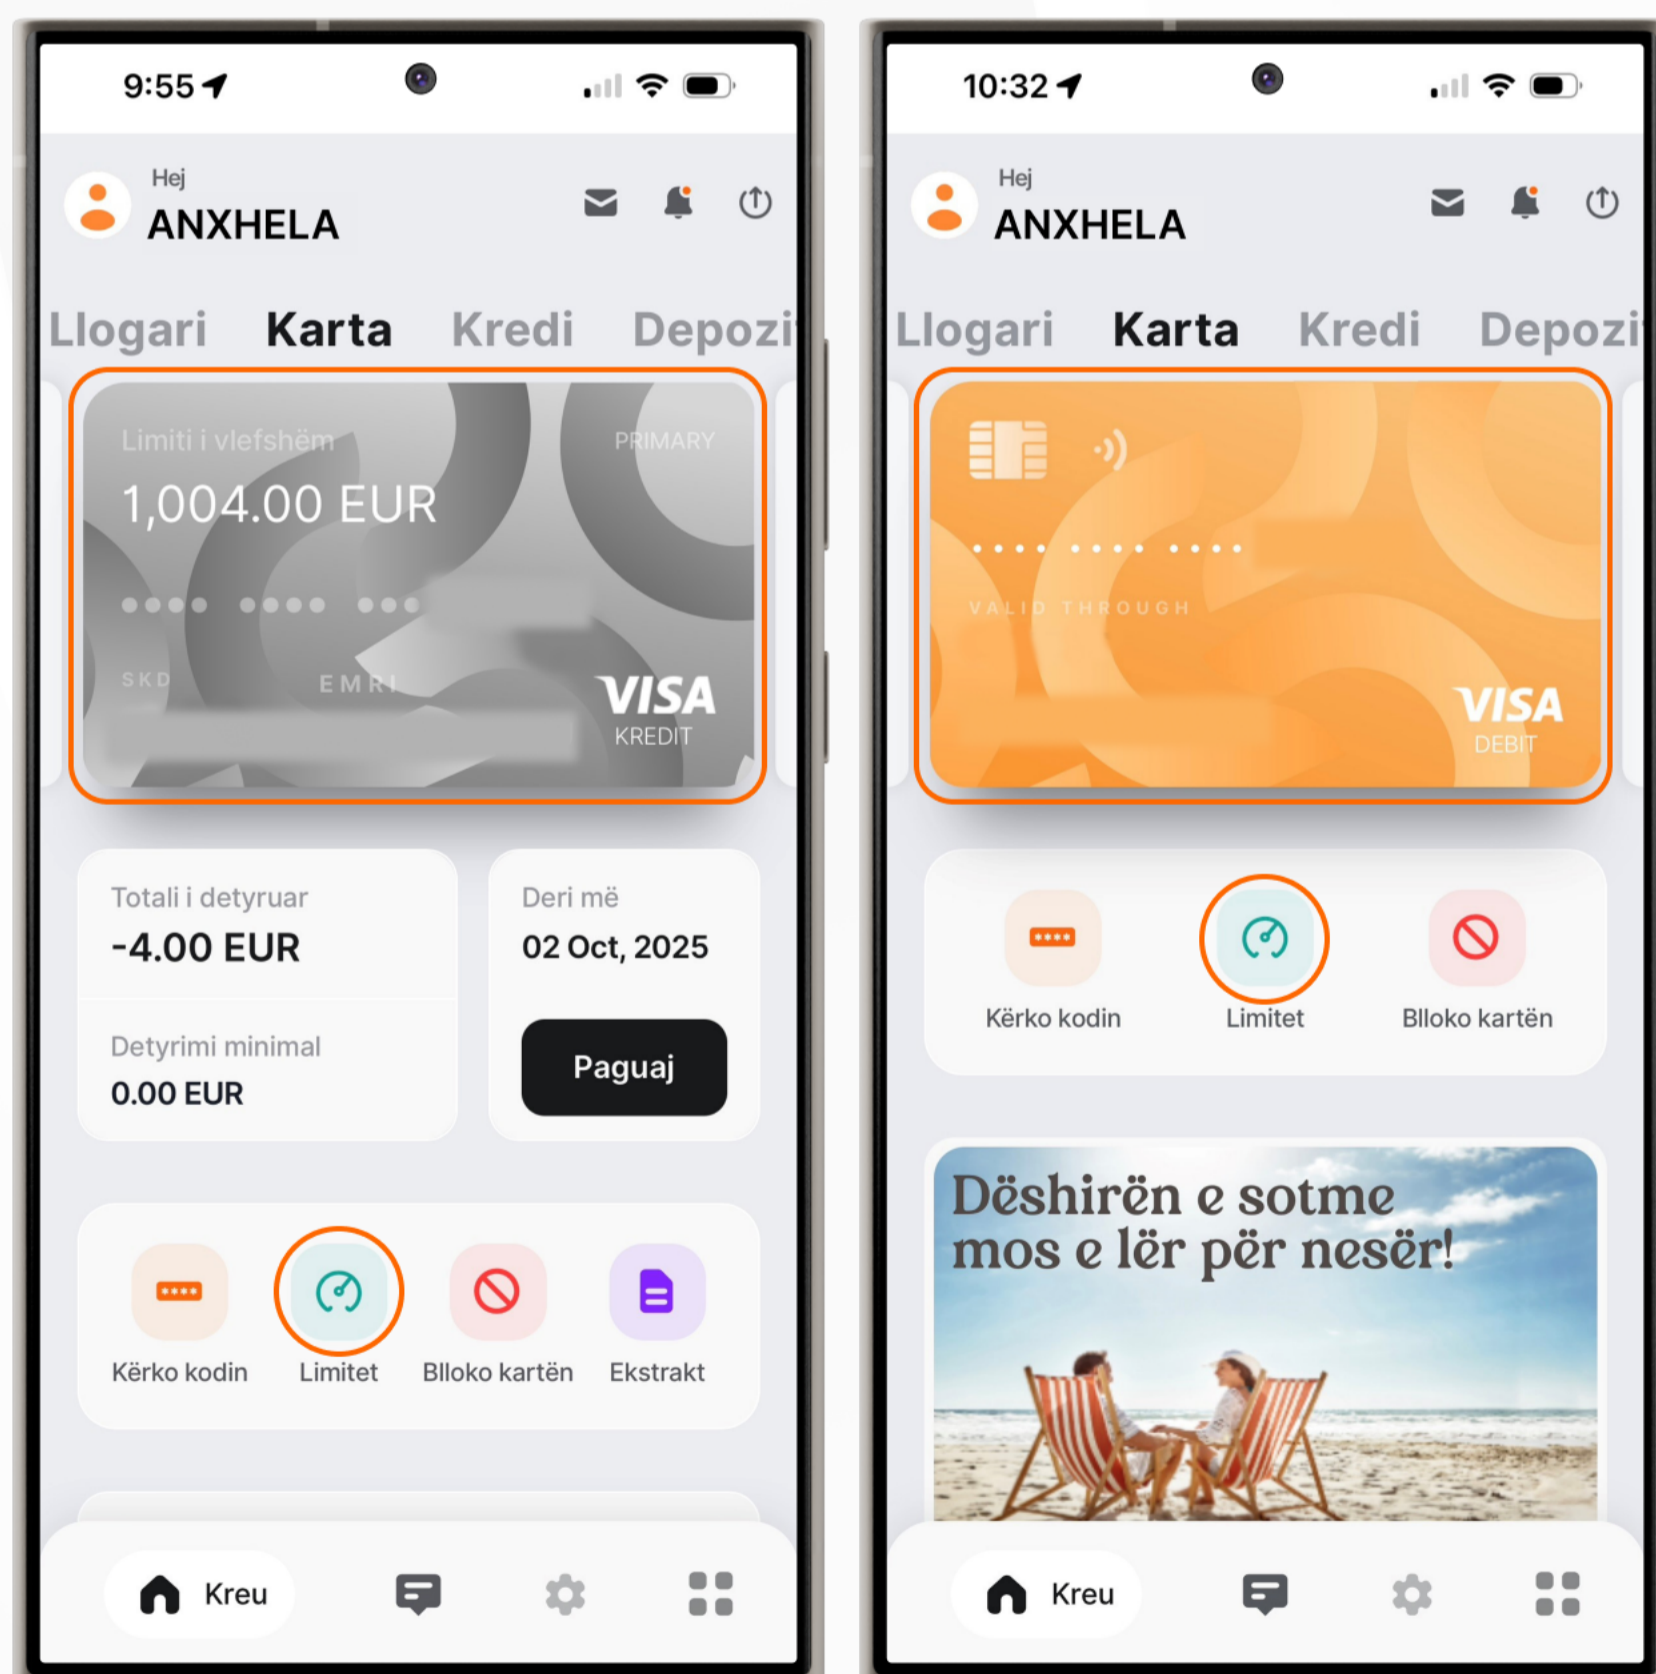 9:55
Hej
ANXHELA
Llogari Karta Kredi Depozi
Limiti i vlefshëm PRIMARY
1,004.00 EUR
SKD EMRI
VISA
KREDIT
Totali i detyruar
-4.00 EUR
Detyrimi minimal
0.00 EUR
Deri më
02 Oct, 2025
Paguaj
Kërko kodin Limitet Blloko kartën Ekstrakt
Kreu
10:32
Hej
ANXHELA
Llogari Karta Kredi Depozi
VALID THROUGH
VISA
DEBIT
Kërko kodin Limitet Blloko kartën
Dëshirën e sotme
mos e lër për nesër!
Kreu